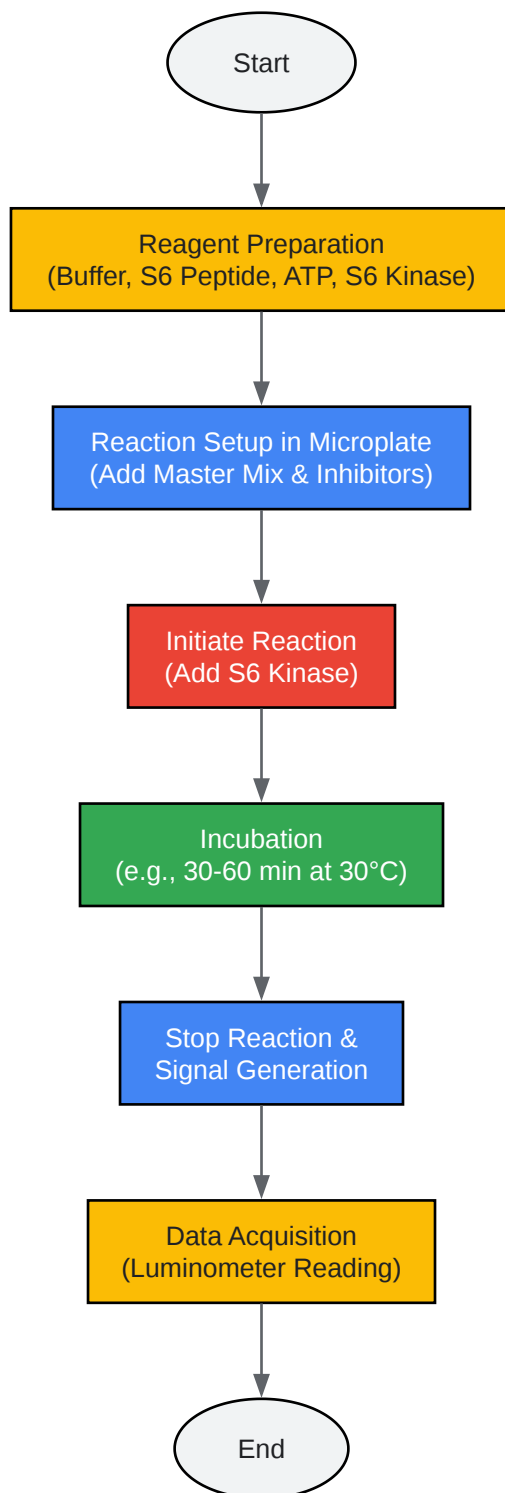 Start
Reagent Preparation
(Buffer, S6 Peptide, ATP, S6 Kinase)
Reaction Setup in Microplate
(Add Master Mix & Inhibitors)
Initiate Reaction
(Add S6 Kinase)
Incubation
(e.g., 30-60 min at 30°C)
Stop Reaction &
Signal Generation
Data Acquisition
(Luminometer Reading)
End